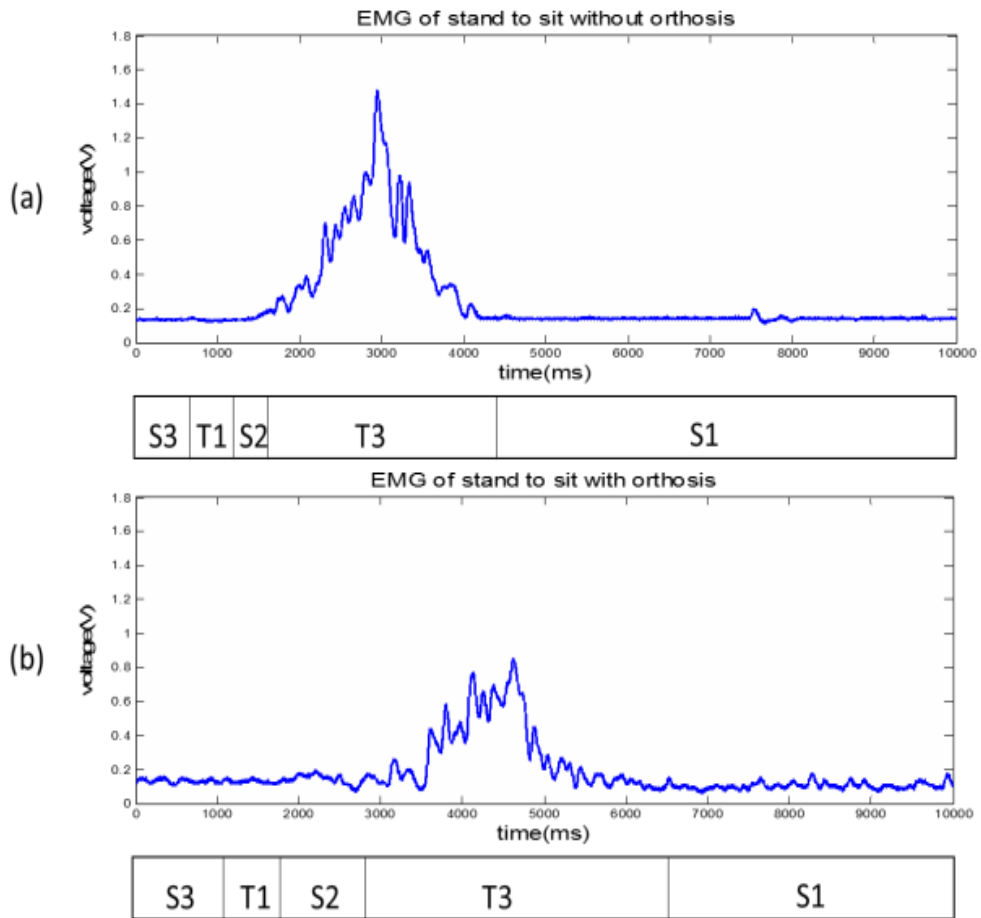 EMG of stand to sit without orthosis
1.8
1.6
1.4
1.2
1
0.8
0.6
0.4
0.2
0
voltage(V)
(a)
0 1000 2000 3000 4000 5000 6000 7000 8000 9000 10000
time(ms)
S3 T1 S2 T3 S1
EMG of stand to sit with orthosis
1.8
1.6
1.4
1.2
1
0.8
0.6
0.4
0.2
0
voltage(V)
(b)
0 1000 2000 3000 4000 5000 6000 7000 8000 9000 10000
time(ms)
S3 T1 S2 T3 S1